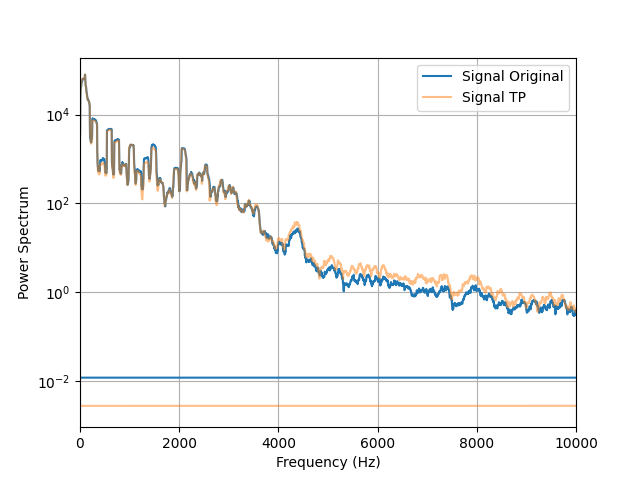 Signal Original
Signal TP
Power Spectrum
10^4
10^2
10^0
10^−2
0 2000 4000 6000 8000 10000
Frequency (Hz)